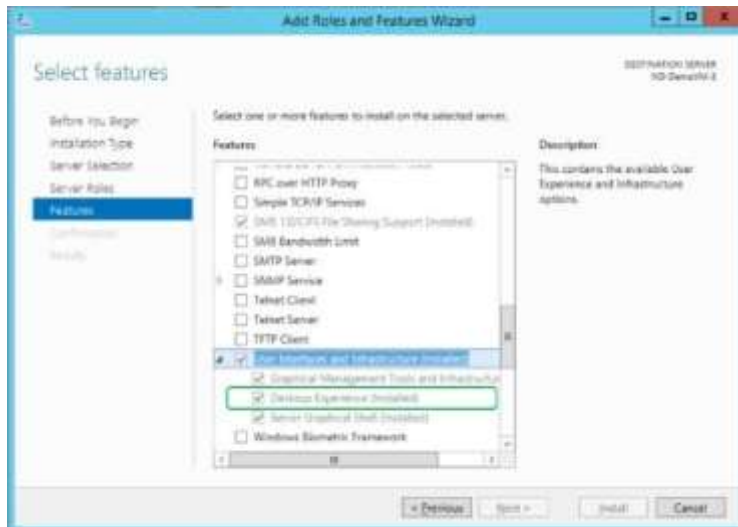 Add Roles and Features Wizard
Select features
DESTINATION SERVER
Before You Begin
Installation Type
Server Selection
Server Roles
Features
Confirmation
Results
Select one or more features to install on the selected server.
Features
RPC over HTTP Proxy
Simple TCP/IP Services
SMB 1.0/CIFS File Sharing Support (Installed)
SMB Bandwidth Limit
SMTP Server
SNMP Service
Telnet Client
Telnet Server
TFTP Client
User Interfaces and Infrastructure (Installed)
Graphical Management Tools and Infrastructur
Desktop Experience (Installed)
Server Graphical Shell (Installed)
Windows Biometric Framework
Description
This contains the available User
Experience and Infrastructure
options.
< Previous
Next >
Install
Cancel